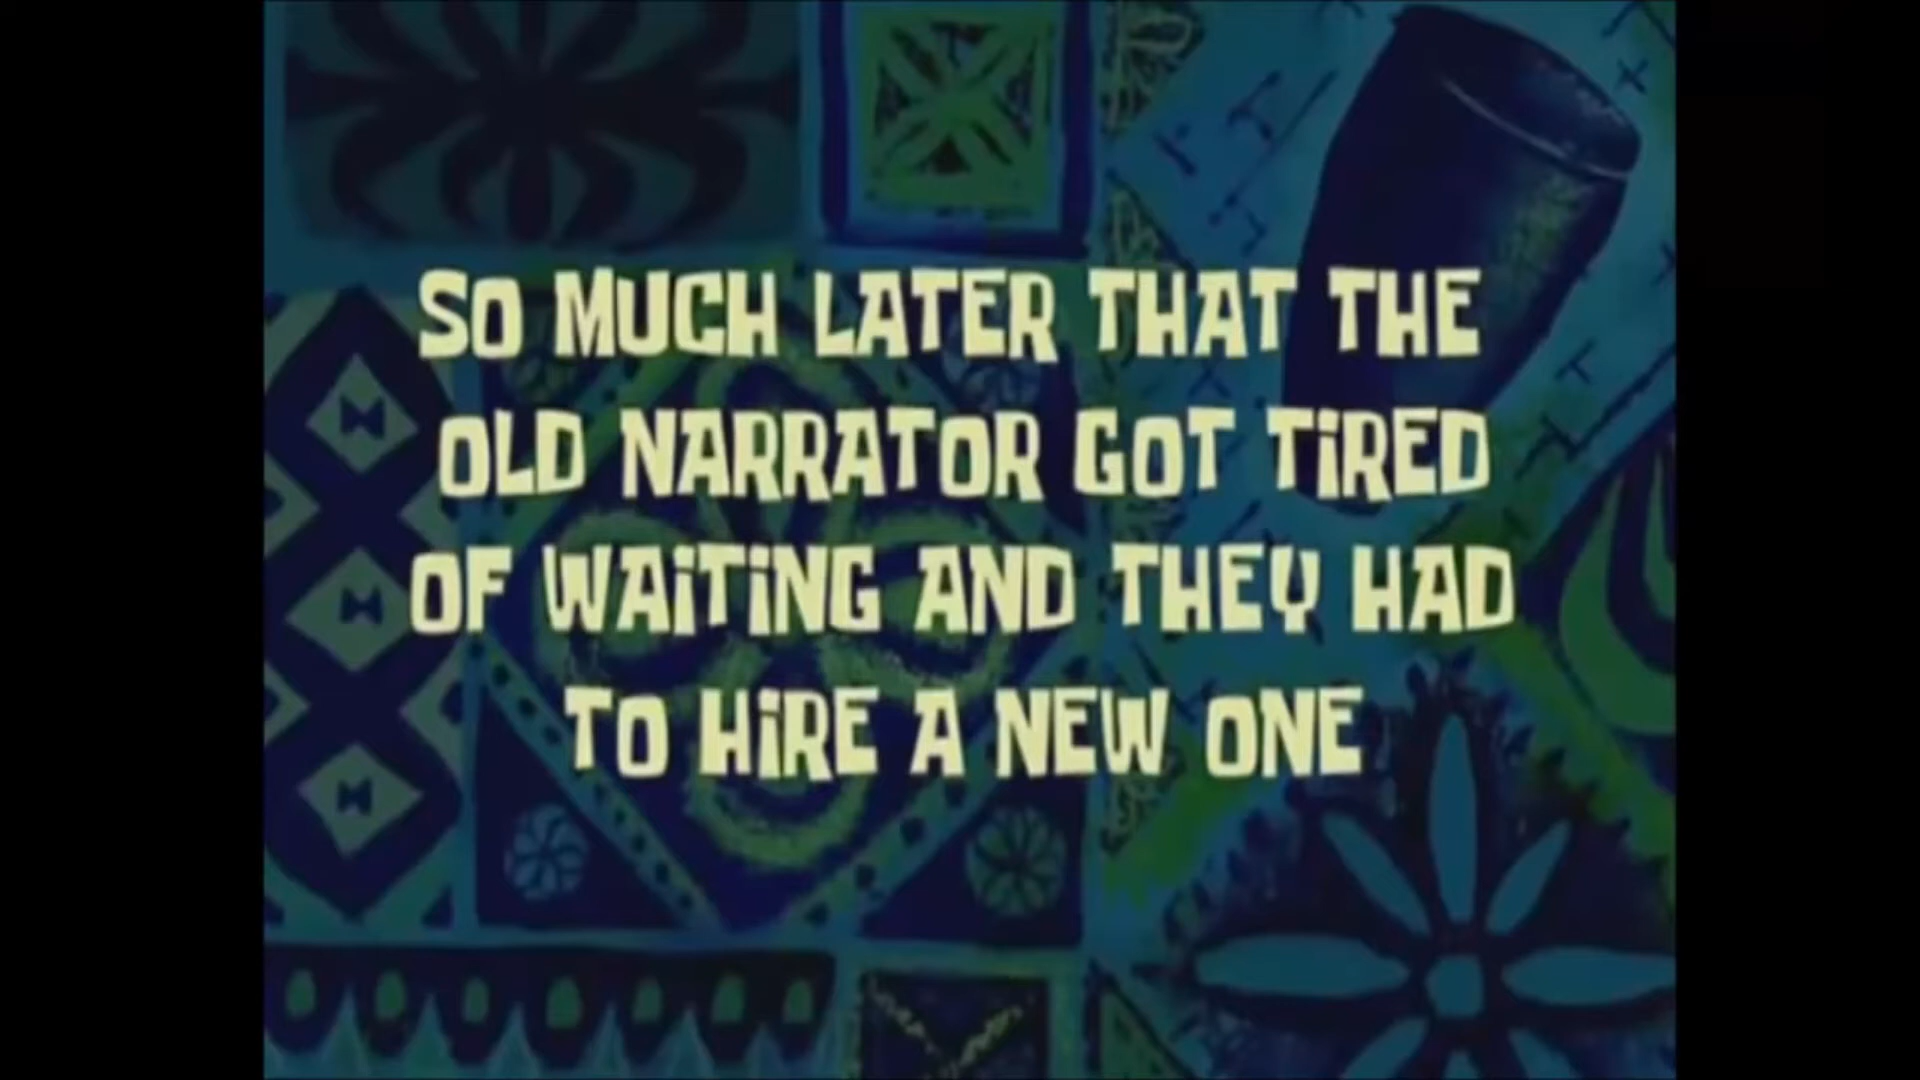 SO MUCH LATER THAT THE
OLD NARRATOR GOT TIRED
OF WAITING AND THEY HAD
TO HIRE A NEW ONE